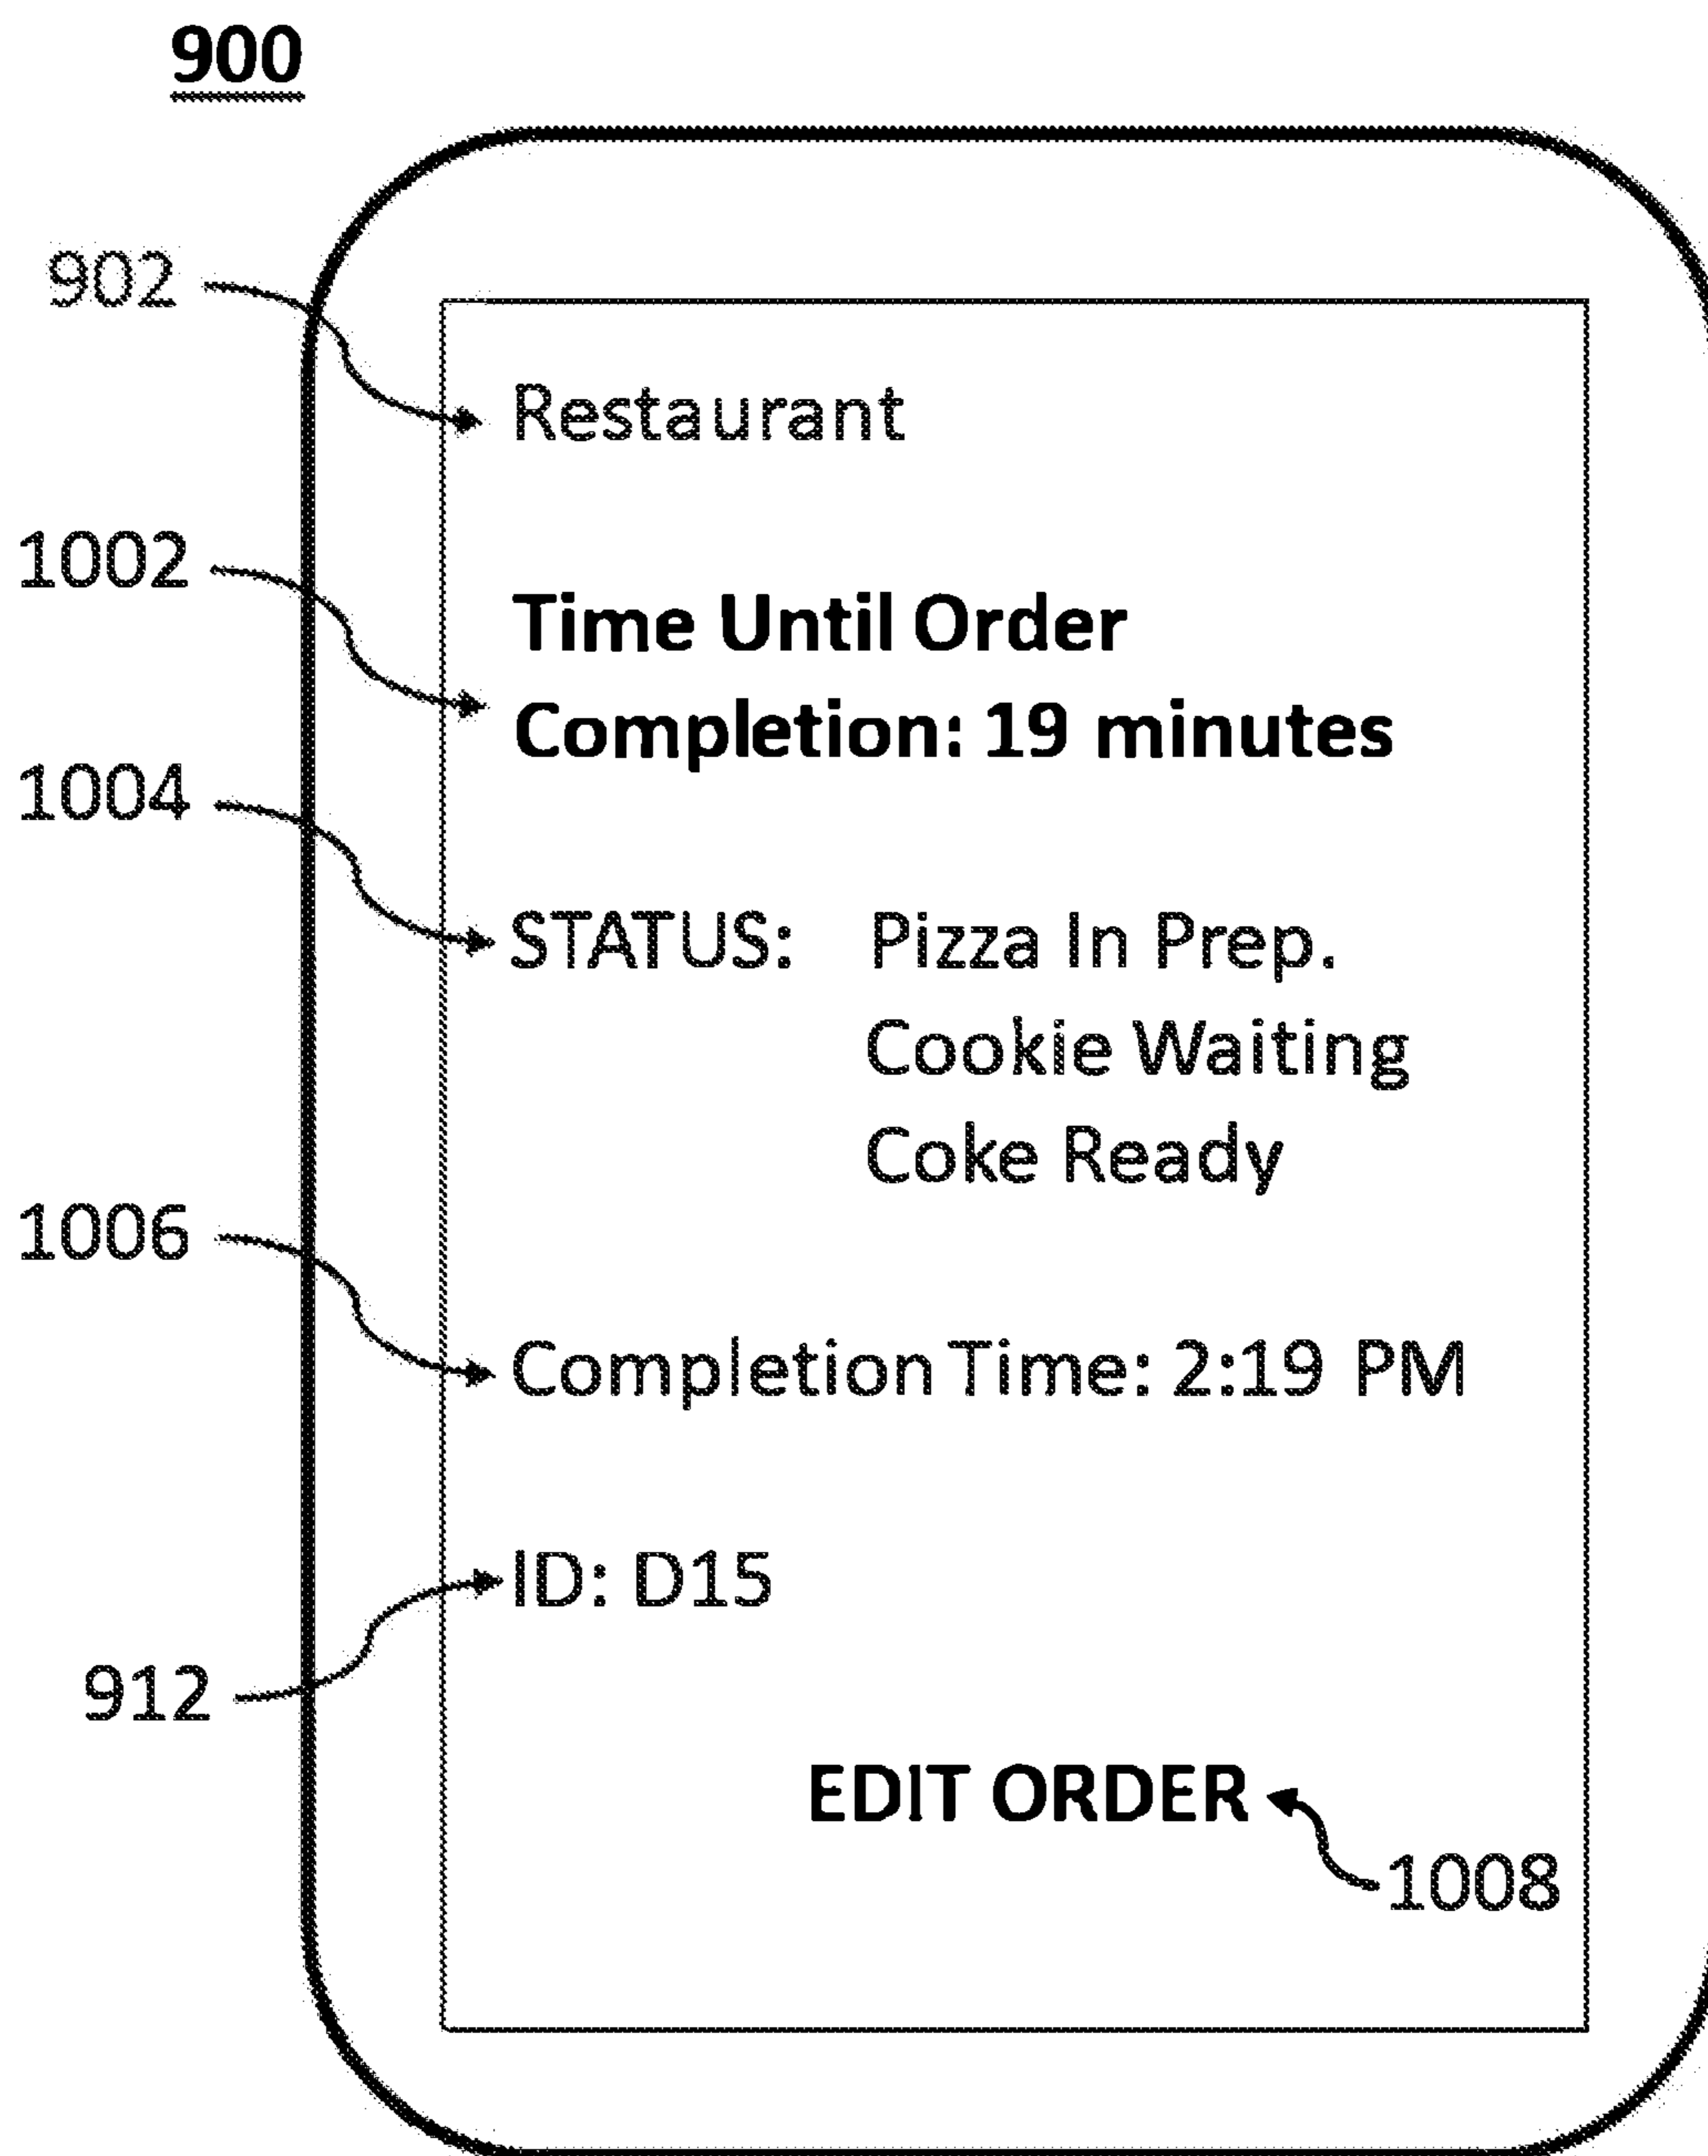 900
902
Restaurant
1002
Time Until Order
Completion: 19 minutes
1004
STATUS: Pizza In Prep.
Cookie Waiting
Coke Ready
1006
Completion Time: 2:19 PM
ID: D15
912
EDIT ORDER
1008